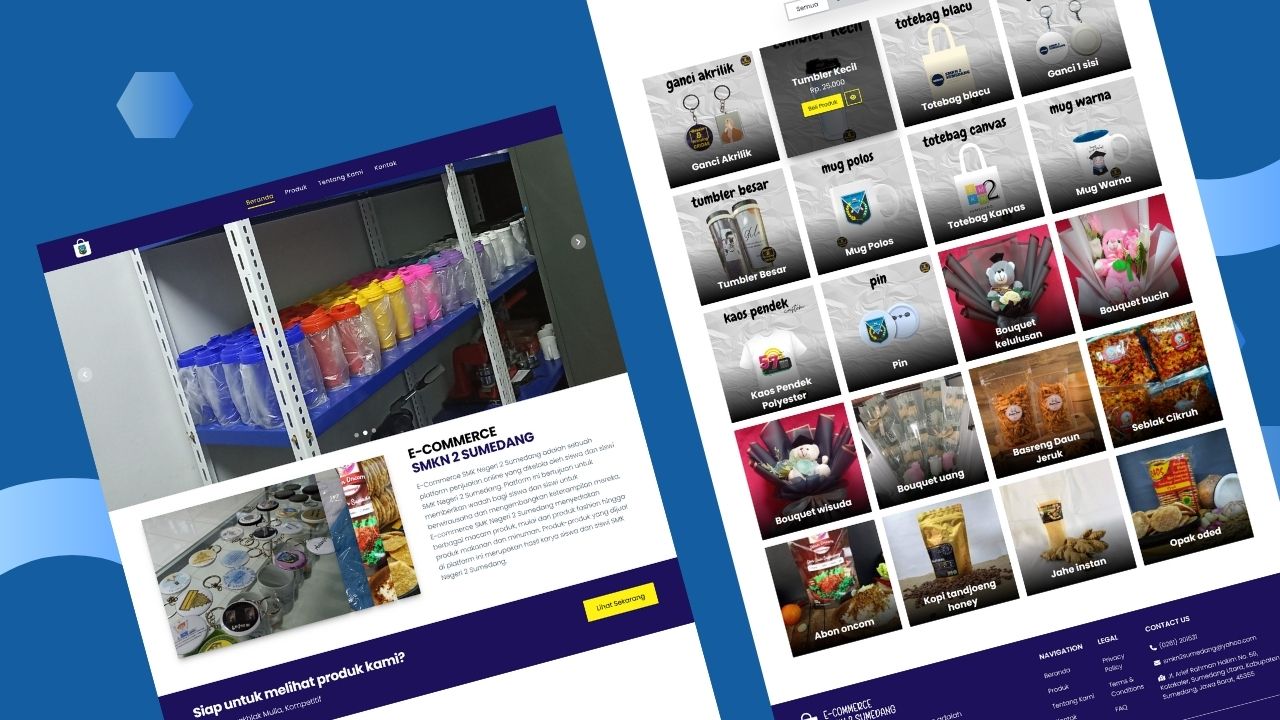 Beranda Produk Tentang Kami Kontak
E-COMMERCE
SMKN 2 SUMEDANG
E-Commerce SMK Negeri 2 Sumedang adalah sebuah
platform penjualan online yang dikelola oleh siswa dan siswi
SMK Negeri 2 Sumedang. Platform ini bertujuan untuk
memberikan wadah bagi siswa dan siswi untuk
berwirausaha dan mengembangkan keterampilan mereka.
E-commerce SMK Negeri 2 Sumedang menyediakan
berbagai macam produk, mulai dari produk fashion hingga
produk makanan dan minuman. Produk-produk yang dijual
di platform ini merupakan hasil karya siswa dan siswi SMK
Negeri 2 Sumedang.
Siap untuk melihat produk kami?
Mulia, Kompetitif
Lihat Sekarang
Semua
ganci akrilik
Ganci Akrilik
tumbler kecil
Tumbler Kecil
Rp. 25.000
Beli Produk
totebag blacu
SMKN 2
SUMEDANG
Totebag blacu
Ganci 1 sisi
tumbler besar
Tumbler Besar
mug polos
Mug Polos
totebag canvas
Totebag Kanvas
mug warna
Mug Warna
kaos pendek
Kaos Pendek
Polyester
pin
Pin
Bouquet
kelulusan
Bouquet bucin
Bouquet wisuda
Bouquet uang
Basreng Daun
Jeruk
Seblak Cikruh
Abon oncom
Kopi tandjoeng
honey
Jahe instan
Opak oded
E-COMMERCE
SMKN 2 SUMEDANG
adalah
NAVIGATION
Beranda
Produk
Tentang Kami
Kontak
LEGAL
Privacy
Policy
Terms &
Conditions
FAQ
CONTACT US
(0261) 201531
smkn2sumedang@yahoo.com
Jl. Arief Rahman Hakim No. 59,
Kotakaler, Sumedang Utara, Kabupaten
Sumedang, Jawa Barat, 45355